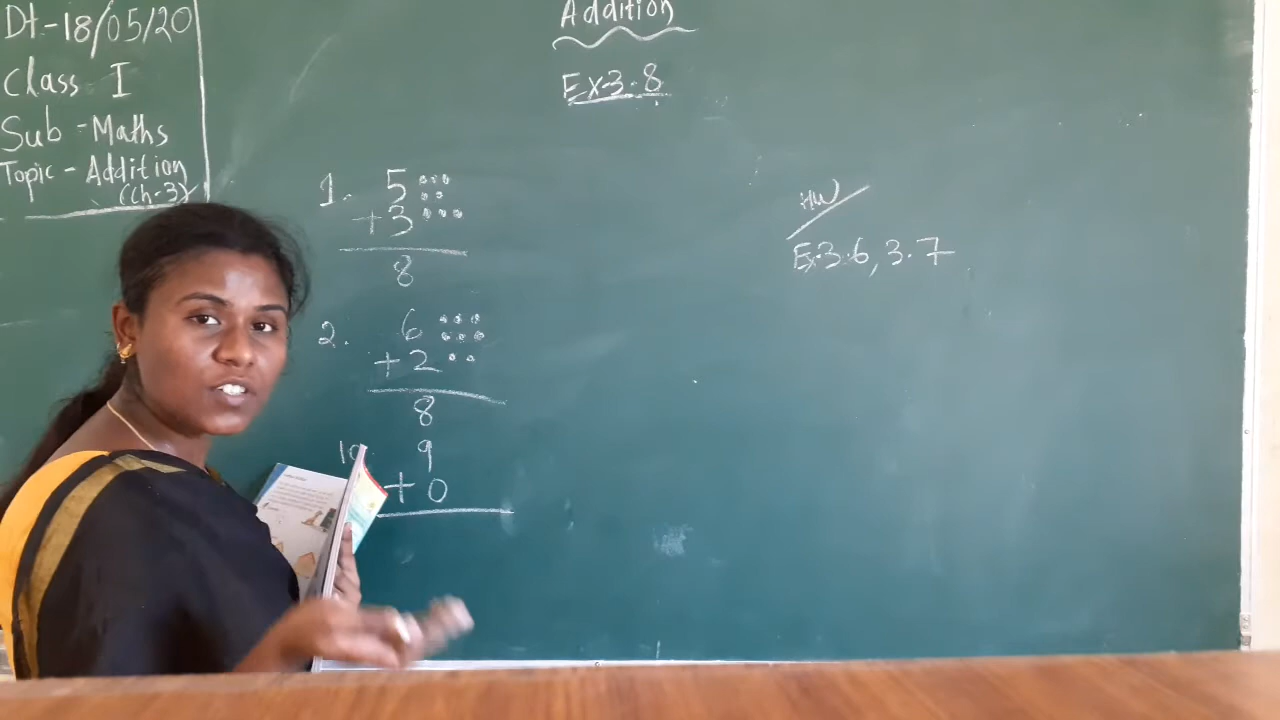 Dt-18/05/20
Class I
Sub - Maths
Topic - Addition
(Ch-3)
Addition
Ex 3.8
1. 5
+3
8
2. 6
+2
8
10 9
+ 0
HW
Ex 3.6, 3.7